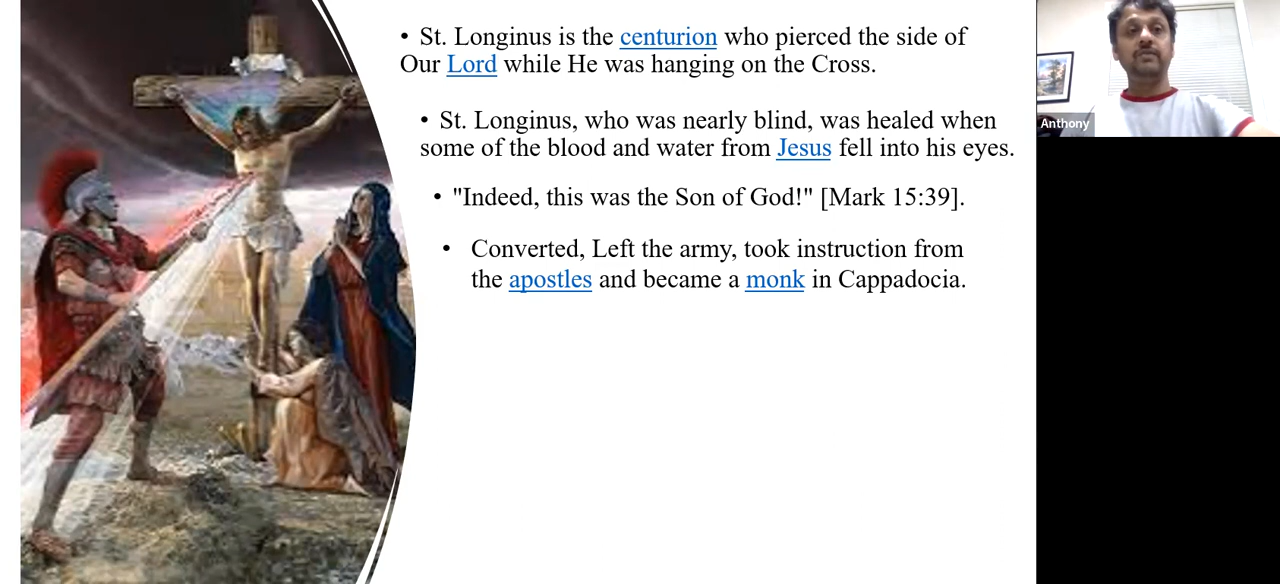 • St. Longinus is the centurion who pierced the side of
Our Lord while He was hanging on the Cross.
• St. Longinus, who was nearly blind, was healed when
some of the blood and water from Jesus fell into his eyes.
• "Indeed, this was the Son of God!" [Mark 15:39].
• Converted, Left the army, took instruction from
the apostles and became a monk in Cappadocia.
Anthony